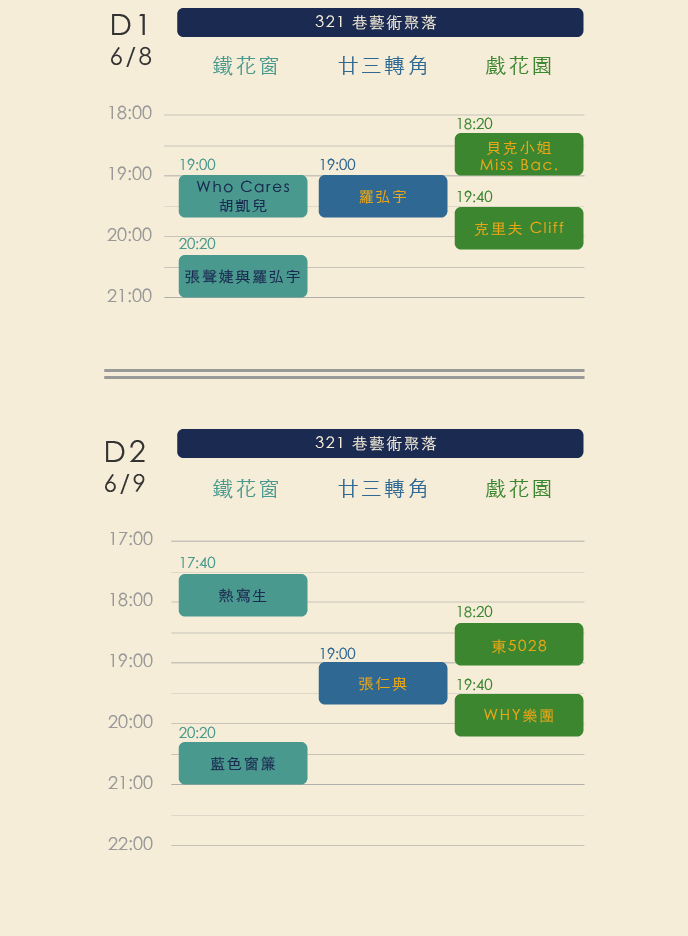 D1
6/8
321 巷藝術聚落
鐵花窗
廿三轉角
戲花園
18:00
18:20
貝克小姐
Miss Bac.
19:00
19:00
19:00
Who Cares
胡凱兒
羅弘宇
19:40
克里夫 Cliff
20:00
20:20
張聲婕與羅弘宇
21:00
D2
6/9
321 巷藝術聚落
鐵花窗
廿三轉角
戲花園
17:00
17:40
熱寫生
18:00
18:20
東5028
19:00
19:00
張仁與
19:40
WHY樂團
20:00
20:20
藍色窗簾
21:00
22:00